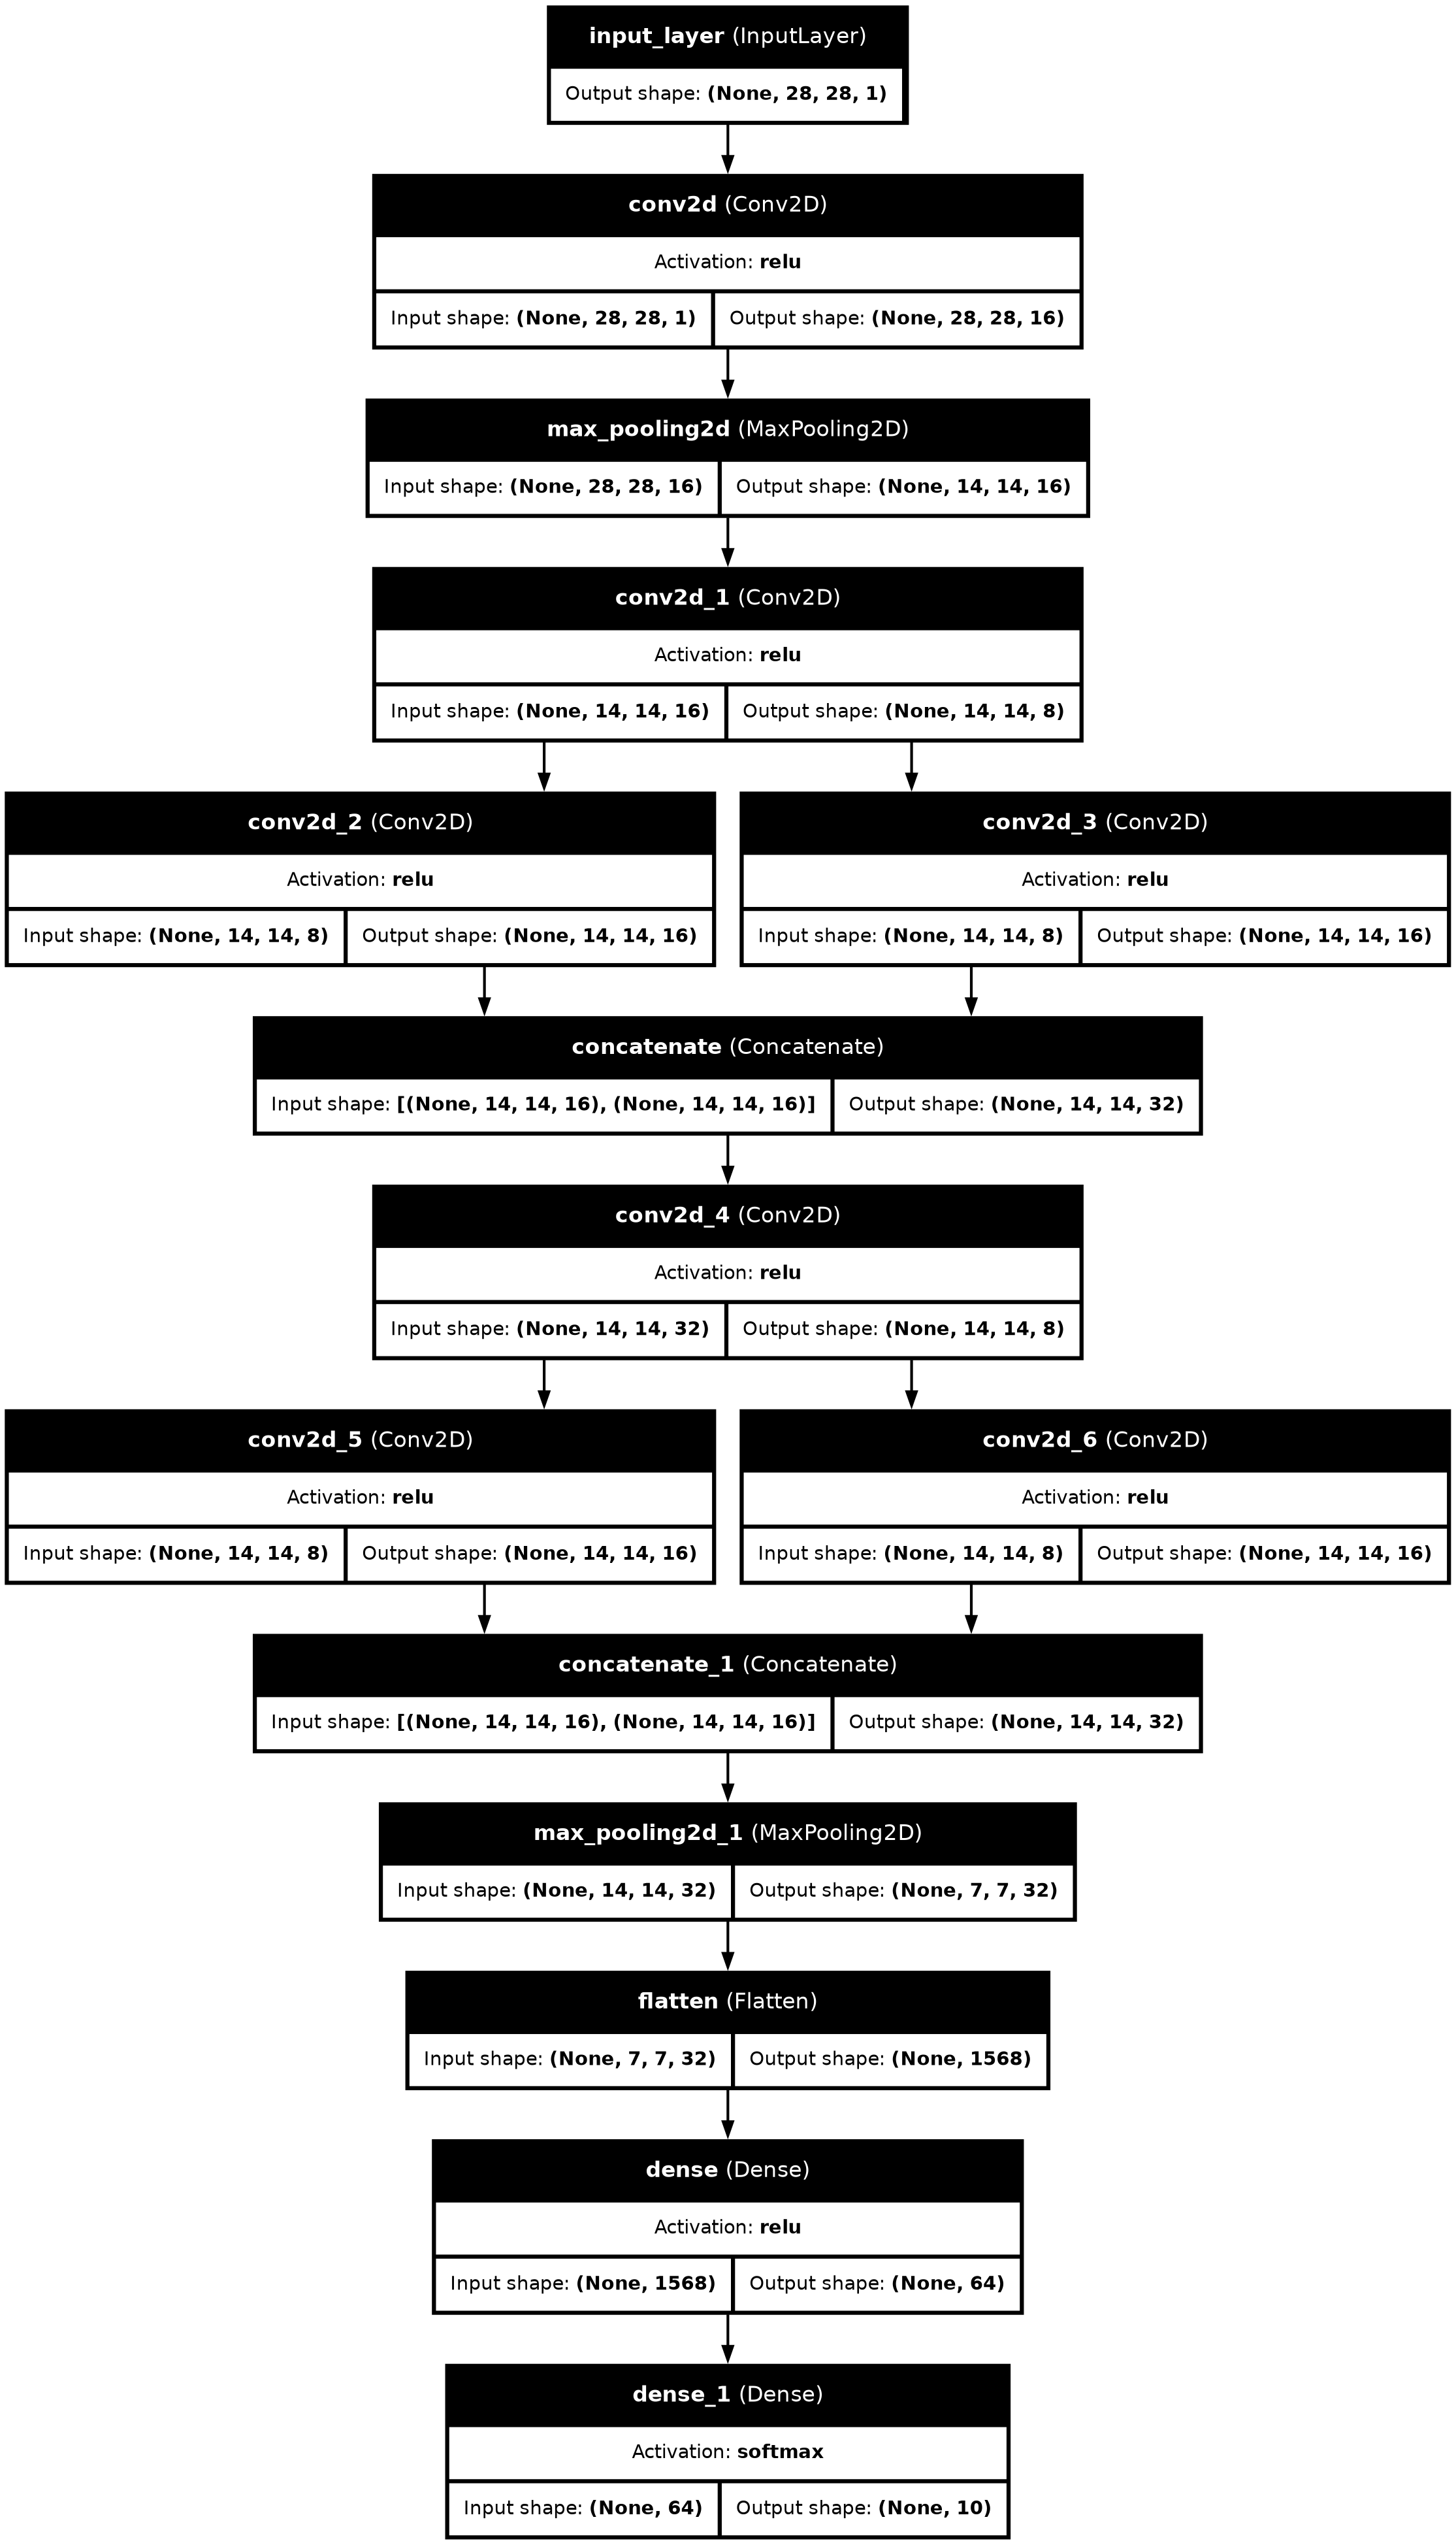 input_layer (InputLayer)
Output shape: (None, 28, 28, 1)
conv2d (Conv2D)
Activation: relu
Input shape: (None, 28, 28, 1) Output shape: (None, 28, 28, 16)
max_pooling2d (MaxPooling2D)
Input shape: (None, 28, 28, 16) Output shape: (None, 14, 14, 16)
conv2d_1 (Conv2D)
Activation: relu
Input shape: (None, 14, 14, 16) Output shape: (None, 14, 14, 8)
conv2d_2 (Conv2D)
Activation: relu
Input shape: (None, 14, 14, 8) Output shape: (None, 14, 14, 16)
conv2d_3 (Conv2D)
Activation: relu
Input shape: (None, 14, 14, 8) Output shape: (None, 14, 14, 16)
concatenate (Concatenate)
Input shape: [(None, 14, 14, 16), (None, 14, 14, 16)] Output shape: (None, 14, 14, 32)
conv2d_4 (Conv2D)
Activation: relu
Input shape: (None, 14, 14, 32) Output shape: (None, 14, 14, 8)
conv2d_5 (Conv2D)
Activation: relu
Input shape: (None, 14, 14, 8) Output shape: (None, 14, 14, 16)
conv2d_6 (Conv2D)
Activation: relu
Input shape: (None, 14, 14, 8) Output shape: (None, 14, 14, 16)
concatenate_1 (Concatenate)
Input shape: [(None, 14, 14, 16), (None, 14, 14, 16)] Output shape: (None, 14, 14, 32)
max_pooling2d_1 (MaxPooling2D)
Input shape: (None, 14, 14, 32) Output shape: (None, 7, 7, 32)
flatten (Flatten)
Input shape: (None, 7, 7, 32) Output shape: (None, 1568)
dense (Dense)
Activation: relu
Input shape: (None, 1568) Output shape: (None, 64)
dense_1 (Dense)
Activation: softmax
Input shape: (None, 64) Output shape: (None, 10)